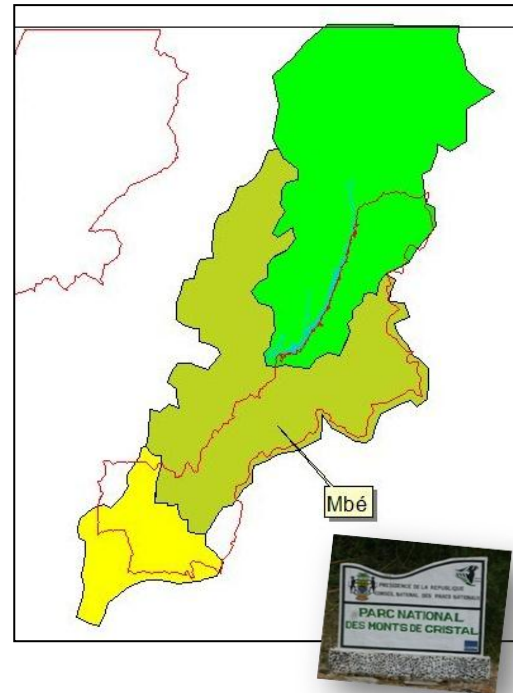 Mbé
PRESIDENCE DE LA REPUBLIQUE
CONSEIL NATIONAL DES PARCS NATIONAUX
PARC NATIONAL
DES MONTS DE CRISTAL